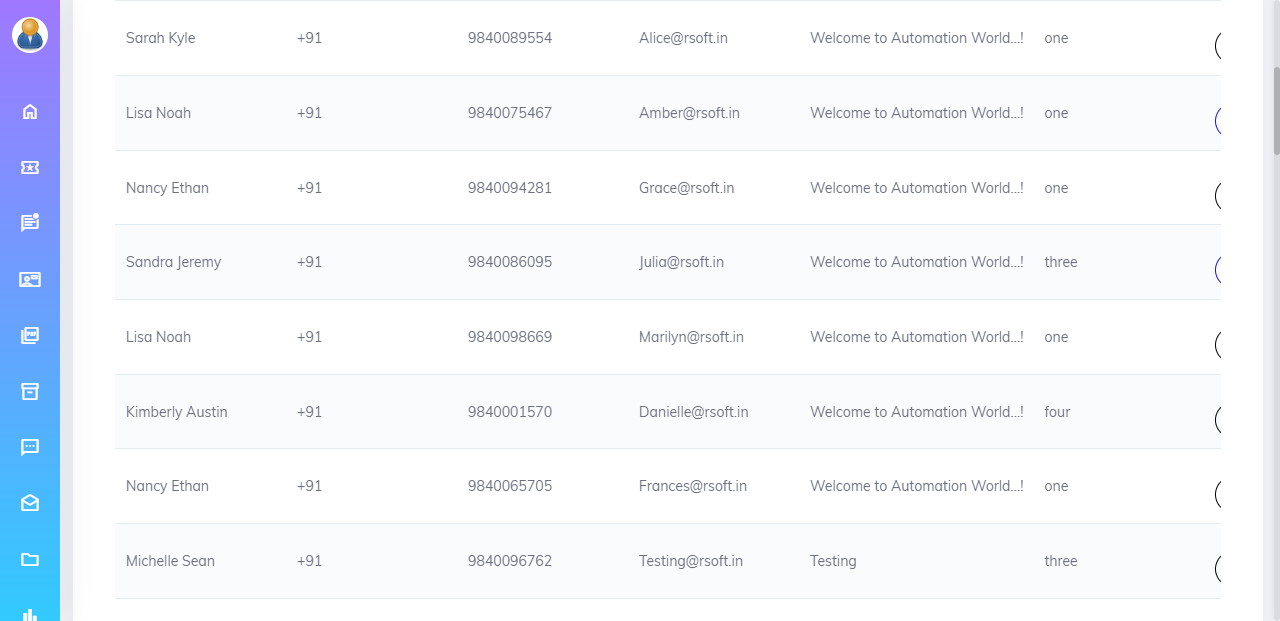 Sarah Kyle +91 9840089554 Alice@rsoft.in Welcome to Automation World...! one
Lisa Noah +91 9840075467 Amber@rsoft.in Welcome to Automation World...! one
Nancy Ethan +91 9840094281 Grace@rsoft.in Welcome to Automation World...! one
Sandra Jeremy +91 9840086095 Julia@rsoft.in Welcome to Automation World...! three
Lisa Noah +91 9840098669 Marilyn@rsoft.in Welcome to Automation World...! one
Kimberly Austin +91 9840001570 Danielle@rsoft.in Welcome to Automation World...! four
Nancy Ethan +91 9840065705 Frances@rsoft.in Welcome to Automation World...! one
Michelle Sean +91 9840096762 Testing@rsoft.in Testing three